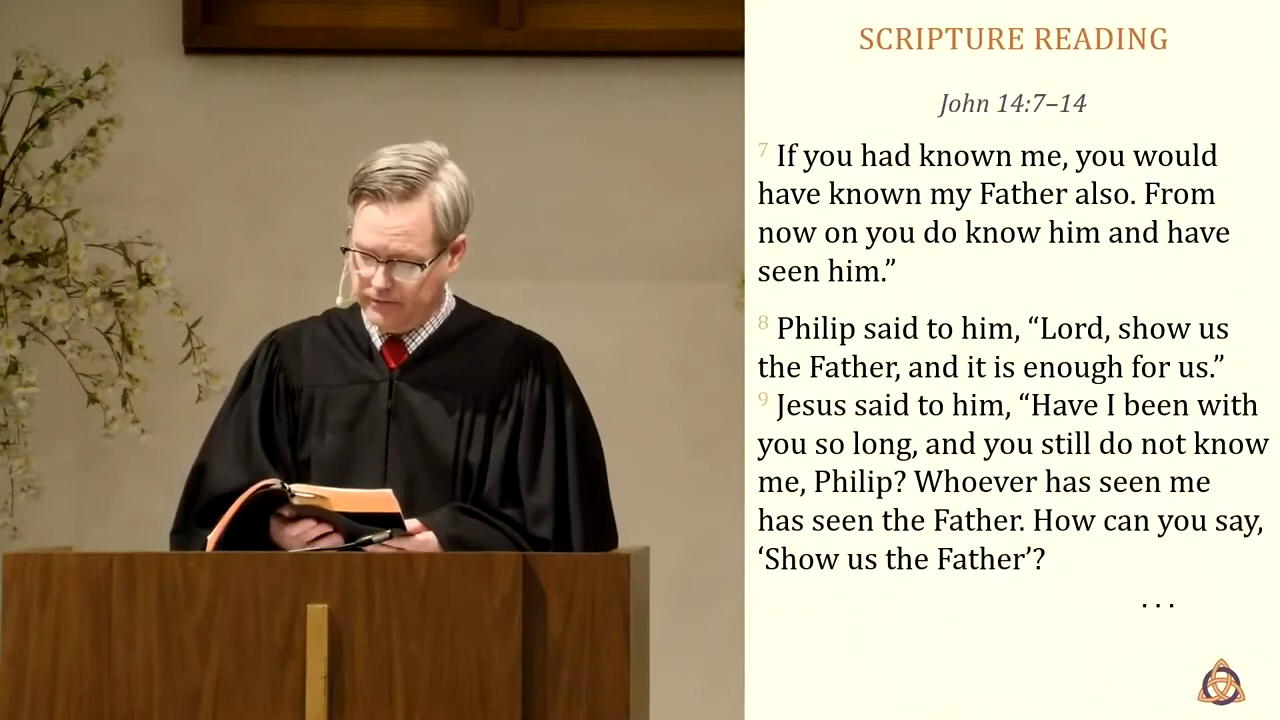 SCRIPTURE READING
John 14:7–14
7 If you had known me, you would
have known my Father also. From
now on you do know him and have
seen him.”
8 Philip said to him, “Lord, show us
the Father, and it is enough for us.”
9 Jesus said to him, “Have I been with
you so long, and you still do not know
me, Philip? Whoever has seen me
has seen the Father. How can you say,
‘Show us the Father’?
. . .